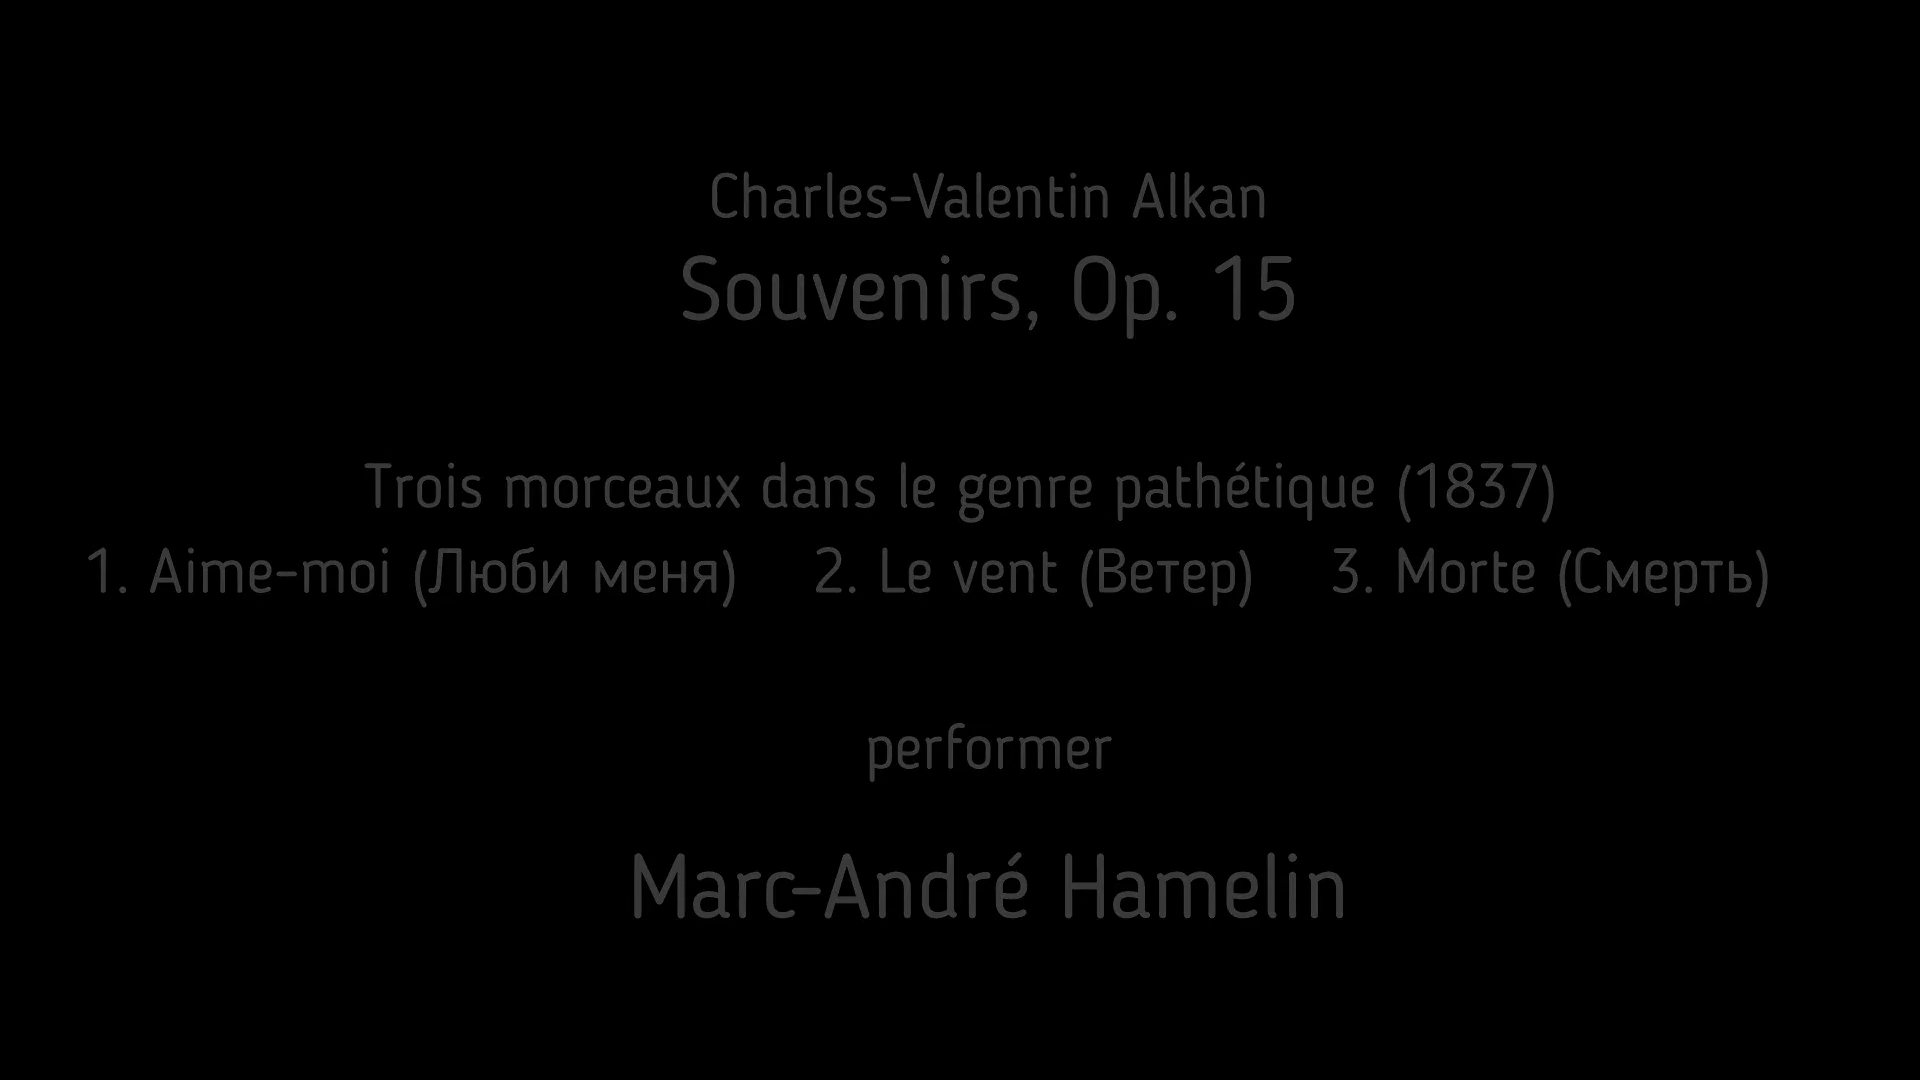 Charles-Valentin Alkan
Souvenirs, Op. 15
Trois morceaux dans le genre pathétique (1837)
1. Aime-moi (Люби меня) 2. Le vent (Ветер) 3. Morte (Смерть)
performer
Marc-André Hamelin